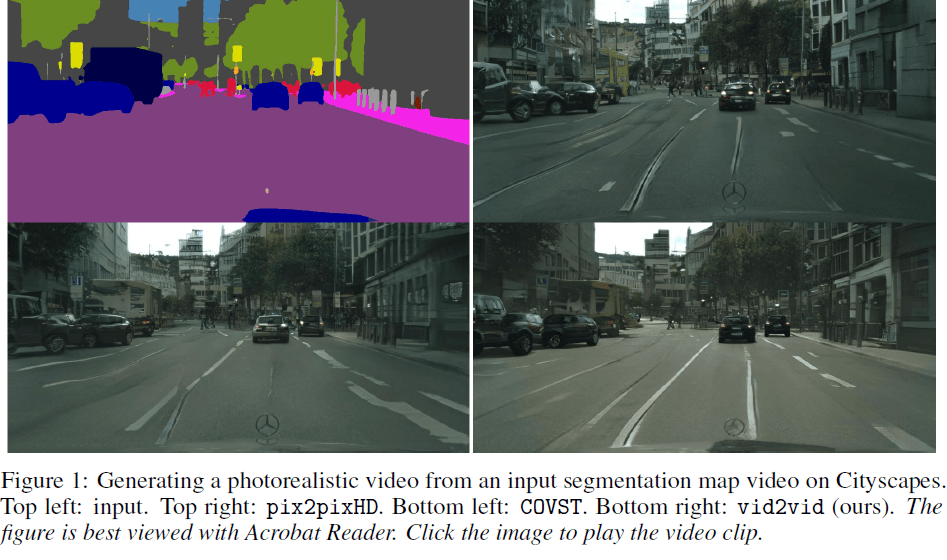 Figure 1: Generating a photorealistic video from an input segmentation map video on Cityscapes.
Top left: input. Top right: pix2pixHD. Bottom left: COVST. Bottom right: vid2vid (ours). The
figure is best viewed with Acrobat Reader. Click the image to play the video clip.